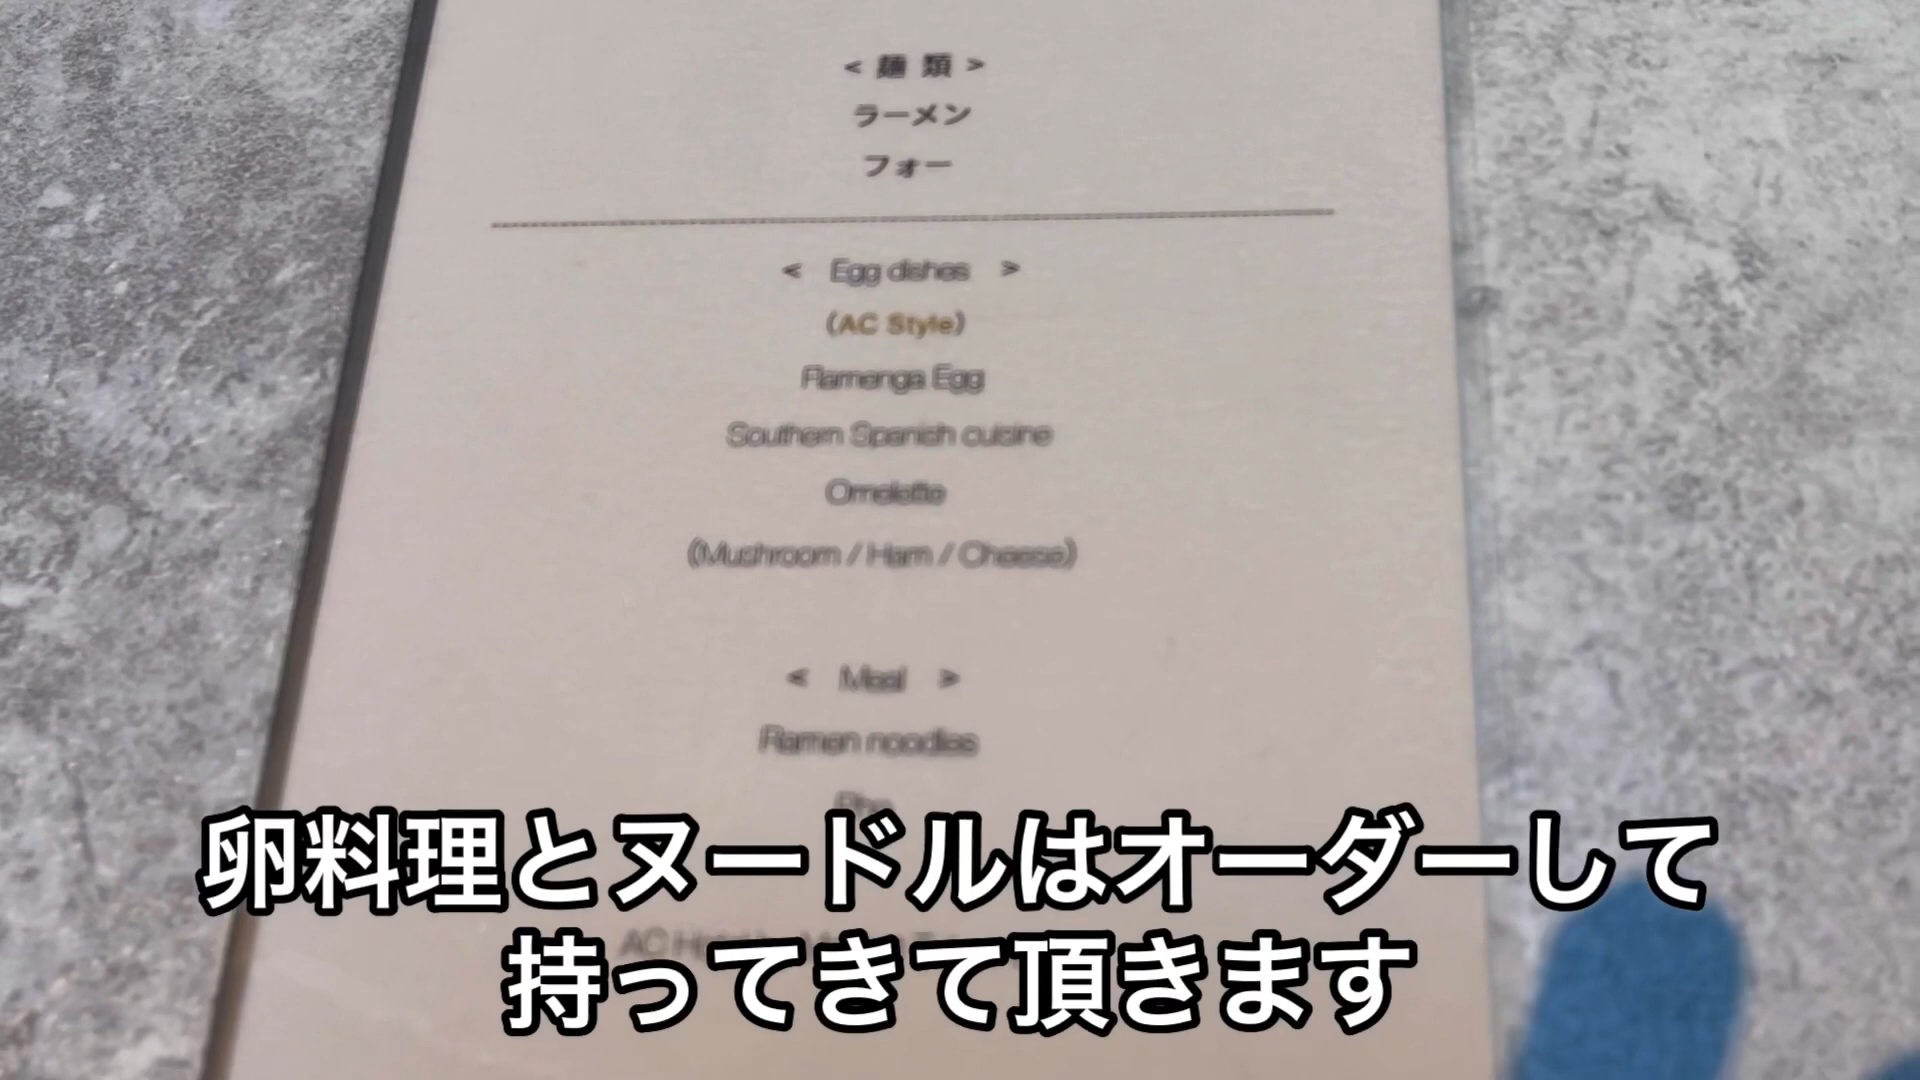 < 麺 類 >
ラーメン
フォー
< Egg dishes >
(AC Style)
Flamenga Egg
Southern Spanish cuisine
Omelette
(Mushroom / Ham / Cheese)
< Meal >
Ramen noodles
Pho
卵料理とヌードルはオーダーして
持ってきて頂きます